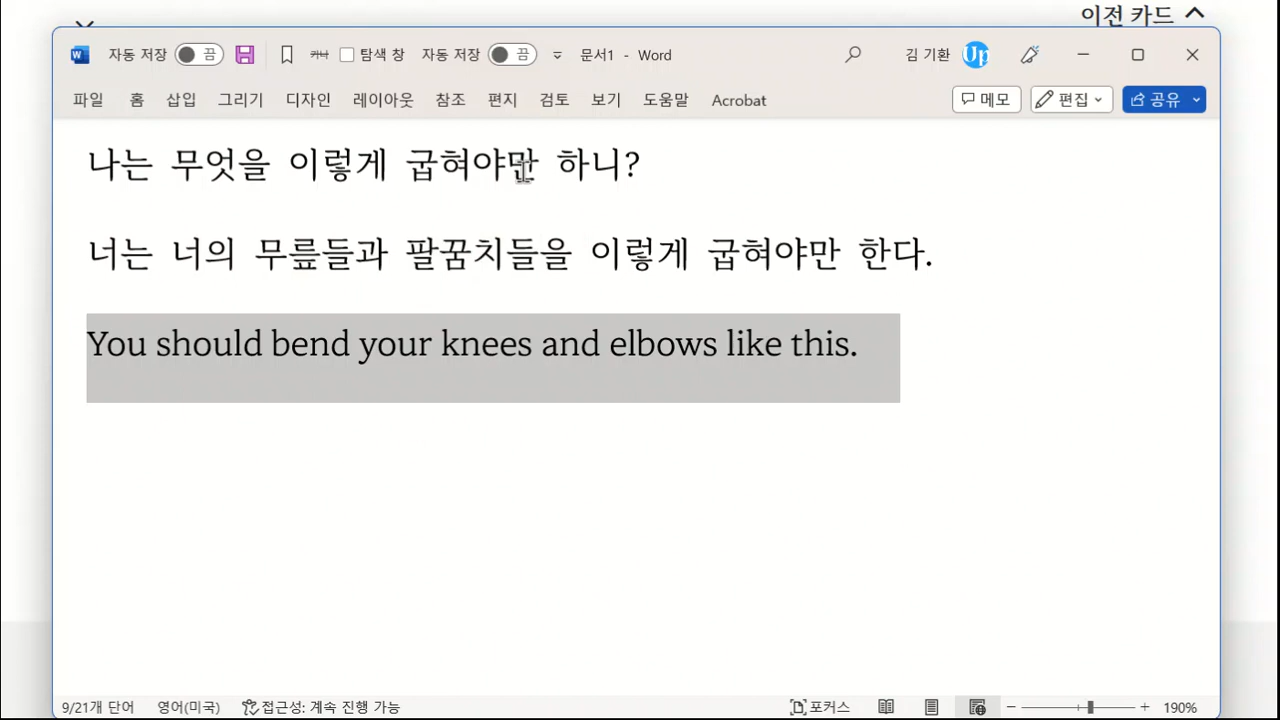 이전 카드
자동 저장 끔 가나 탐색 창 자동 저장 끔 문서1 - Word 김 기환 Up
파일 홈 삽입 그리기 디자인 레이아웃 참조 편지 검토 보기 도움말 Acrobat 메모 편집 공유
나는 무엇을 이렇게 굽혀야만 하니?
너는 너의 무릎들과 팔꿈치들을 이렇게 굽혀야만 한다.
You should bend your knees and elbows like this.
9/21개 단어 영어(미국) 접근성: 계속 진행 가능 포커스 190%